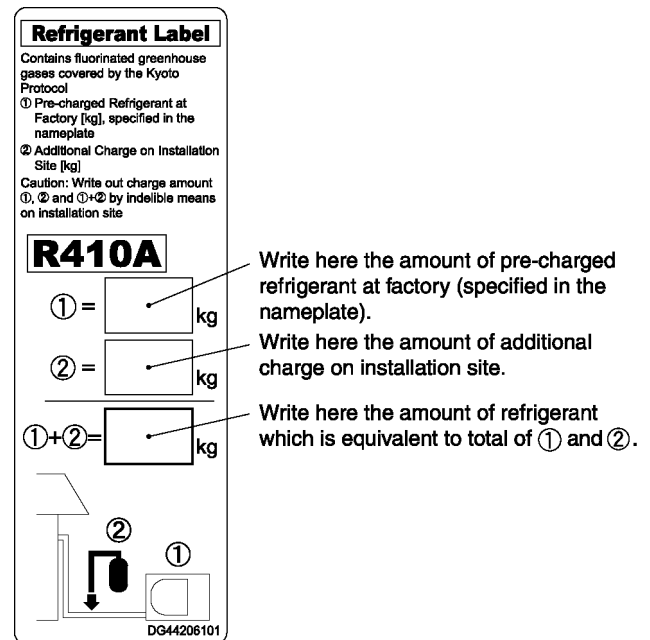 Refrigerant Label
Contains fluorinated greenhouse
gases covered by the Kyoto
Protocol
① Pre-charged Refrigerant at
Factory [kg], specified in the
nameplate
② Additional Charge on Installation
Site [kg]
Caution: Write out charge amount
①, ② and ①+② by indelible means
on installation site
R410A
① = kg
② = kg
①+②= kg
Write here the amount of pre-charged
refrigerant at factory (specified in the
nameplate).
Write here the amount of additional
charge on installation site.
Write here the amount of refrigerant
which is equivalent to total of ① and ②.
②
①
DG44206101